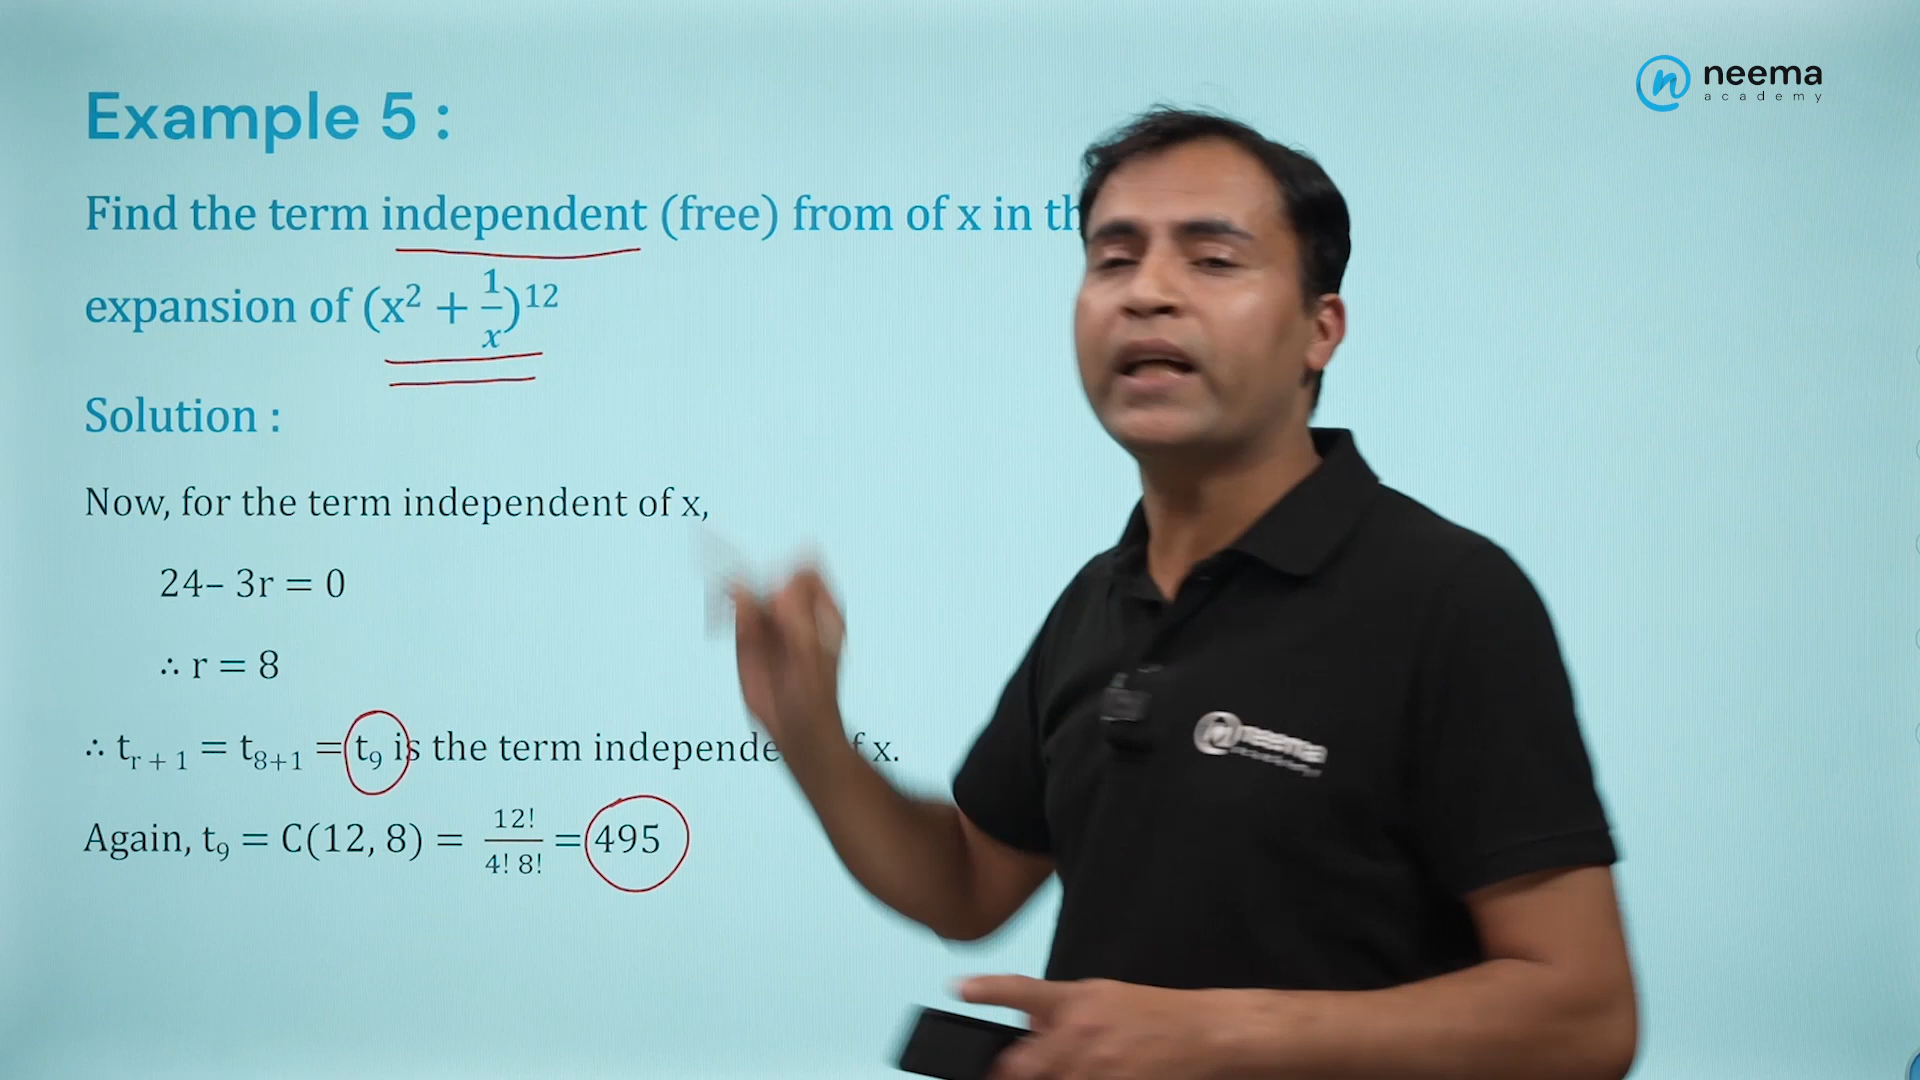 neema
academy
Example 5 :
Find the term independent (free) from of x in th
expansion of (x² + 1/x)¹²
Solution :
Now, for the term independent of x,
24– 3r = 0
∴ r = 8
∴ tᵣ ₊ ₁ = t₈₊₁ = t₉ is the term independe f x.
Again, t₉ = C(12, 8) = 12!/4! 8! = 495
neema
academy